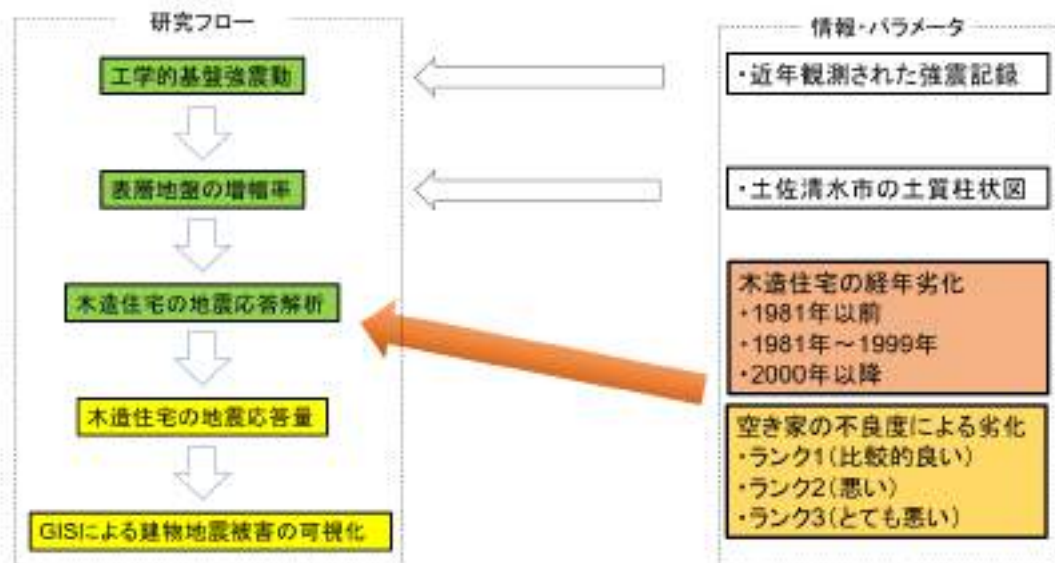 研究フロー
工学的基盤強震動
表層地盤の増幅率
木造住宅の地震応答解析
木造住宅の地震応答量
GISによる建物地震被害の可視化
情報・パラメータ
・近年観測された強震記録
・土佐清水市の土質柱状図
木造住宅の経年劣化
・1981年以前
・1981年～1999年
・2000年以降
空き家の不良度による劣化
・ランク1(比較的良い)
・ランク2(悪い)
・ランク3(とても悪い)